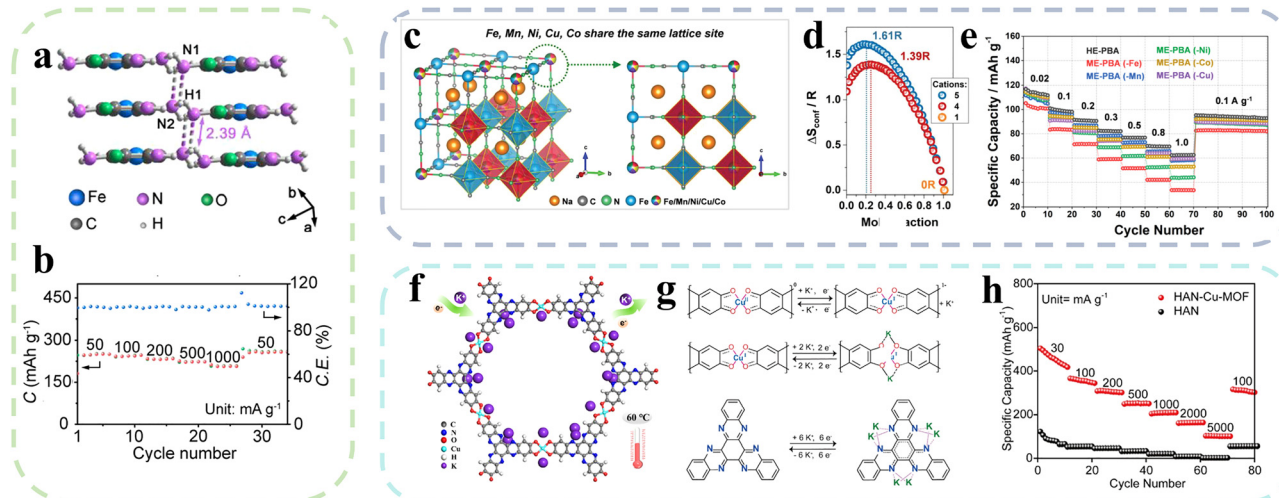 a
N1
H1
N2
2.39 Å
Fe
N
O
C
H
b
c
a
b
C (mAh g⁻¹)
450
300
150
0
120
80
40
0
C.E. (%)
50
100
200
500
1000
50
Unit: mA g⁻¹
1
10
20
30
Cycle number
c
Fe, Mn, Ni, Cu, Co share the same lattice site
c
b
c
b
Na
C
N
Fe
Fe/Mn/Ni/Cu/Co
d
1.61R
1.39R
Cations:
5
4
1
ΔS_conf / R
1.5
1.0
0.5
0.0
0R
0.0 0.2 0.4 0.6 0.8 1.0
Mol
action
e
HE-PBA
ME-PBA (-Fe)
ME-PBA (-Mn)
ME-PBA (-Ni)
ME-PBA (-Co)
ME-PBA (-Cu)
Specific Capacity / mAh g⁻¹
160
140
120
100
80
60
40
20
0
0.02
0.1
0.2
0.3
0.5
0.8
1.0
0.1 A g⁻¹
0 10 20 30 40 50 60 70 80 90 100
Cycle Number
f
K⁺
e⁻
K⁺
e⁻
C
N
O
Cu
H
K
60 °C
g
+ K⁺, e⁻
- K⁺, e⁻
+ K⁺
+ 2 K⁺, 2 e⁻
- 2 K⁺, 2 e⁻
+ 6 K⁺, 6 e⁻
- 6 K⁺, 6 e⁻
h
Unit= mA g⁻¹
HAN-Cu-MOF
HAN
Specific Capacity (mAh g⁻¹)
800
600
400
200
0
30
100
200
500
1000
2000
5000
100
0 20 40 60 80
Cycle Number